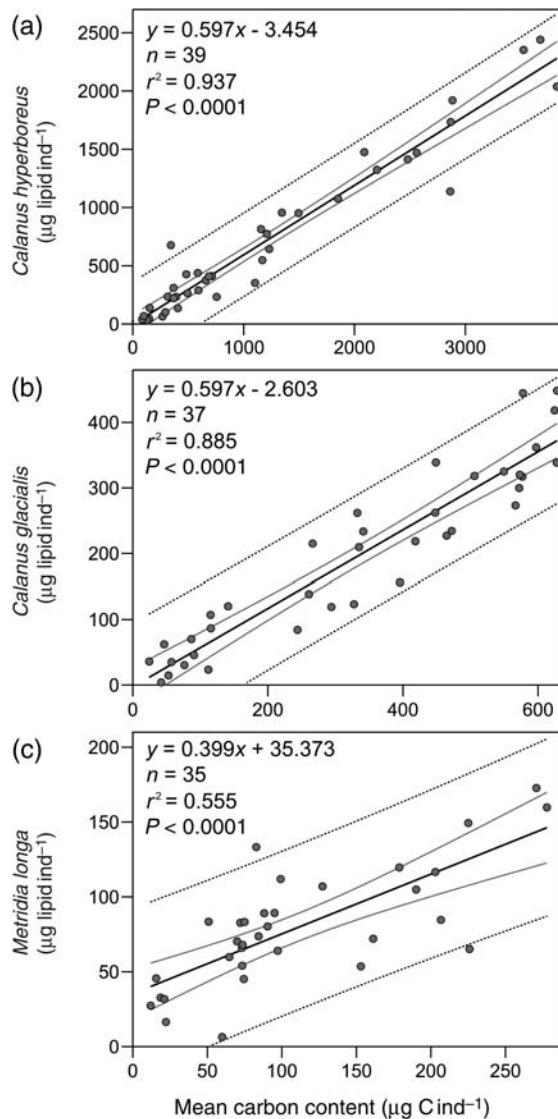 (a)
y = 0.597x - 3.454
n = 39
r² = 0.937
P < 0.0001
Calanus hyperboreus
(µg lipid ind⁻¹)
2500
2000
1500
1000
500
0
0 1000 2000 3000
(b)
y = 0.597x - 2.603
n = 37
r² = 0.885
P < 0.0001
Calanus glacialis
(µg lipid ind⁻¹)
400
300
200
100
0
0 200 400 600
(c)
y = 0.399x + 35.373
n = 35
r² = 0.555
P < 0.0001
Metridia longa
(µg lipid ind⁻¹)
200
150
100
50
0
0 50 100 150 200 250
Mean carbon content (µg C ind⁻¹)